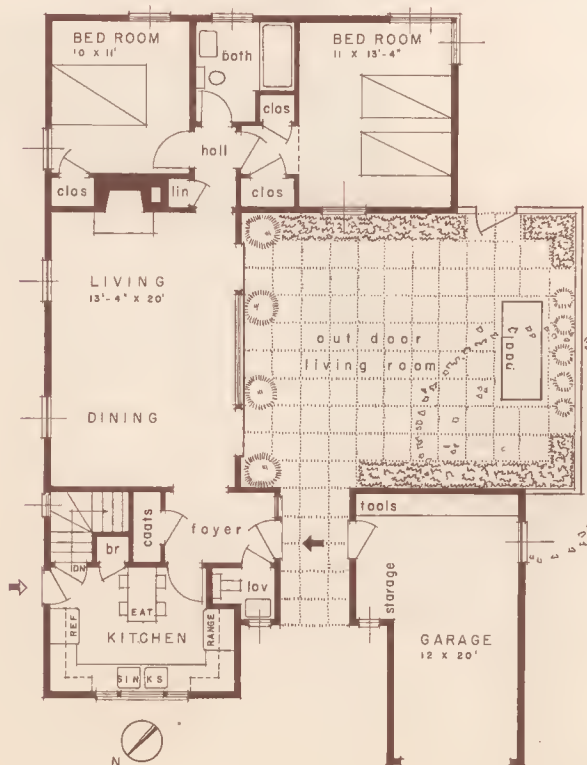 BED ROOM
10 X 11'
bath
BED ROOM
11 X 13'-4"
clos
hall
clos
lin
clos
LIVING
13'-4" X 20'
out door
living room
DINING
tools
coats
foyer
br
DN
lav
storage
EAT
REF
KITCHEN
RANGE
GARAGE
12 X 20'
SINKS
N